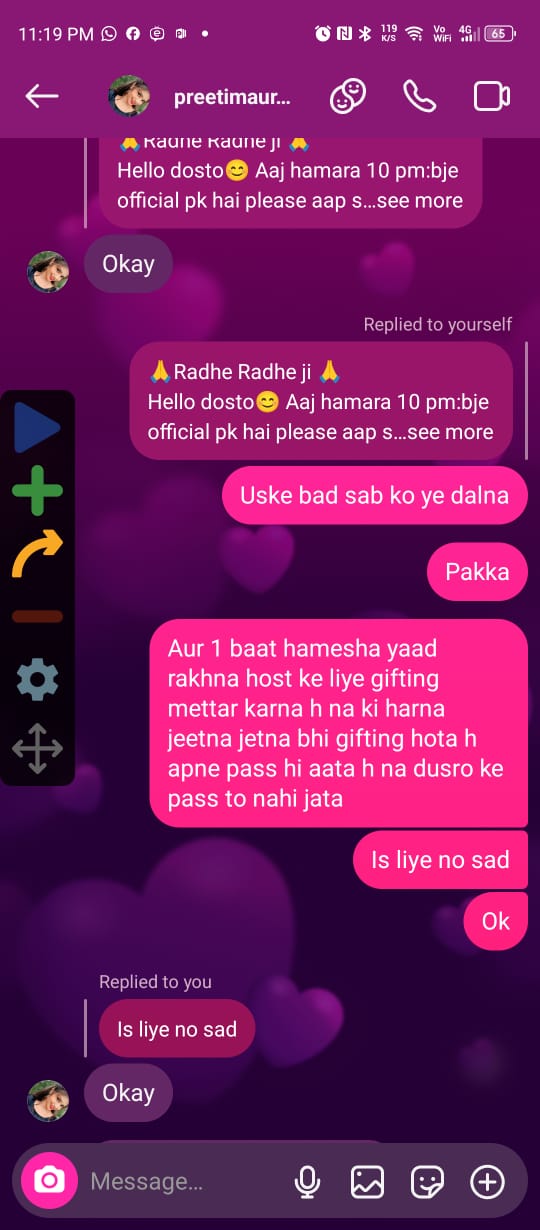 11:19 PM 119 K/S Vo WiFi 4G 65
preetimaur...
🙏Radhe Radhe ji 🙏
Hello dosto😊 Aaj hamara 10 pm:bje
official pk hai please aap s...see more
Okay
Replied to yourself
🙏Radhe Radhe ji 🙏
Hello dosto😊 Aaj hamara 10 pm:bje
official pk hai please aap s...see more
Uske bad sab ko ye dalna
Pakka
Aur 1 baat hamesha yaad
rakhna host ke liye gifting
mettar karna h na ki harna
jeetna jetna bhi gifting hota h
apne pass hi aata h na dusro ke
pass to nahi jata
Is liye no sad
Ok
Replied to you
Is liye no sad
Okay
Message...